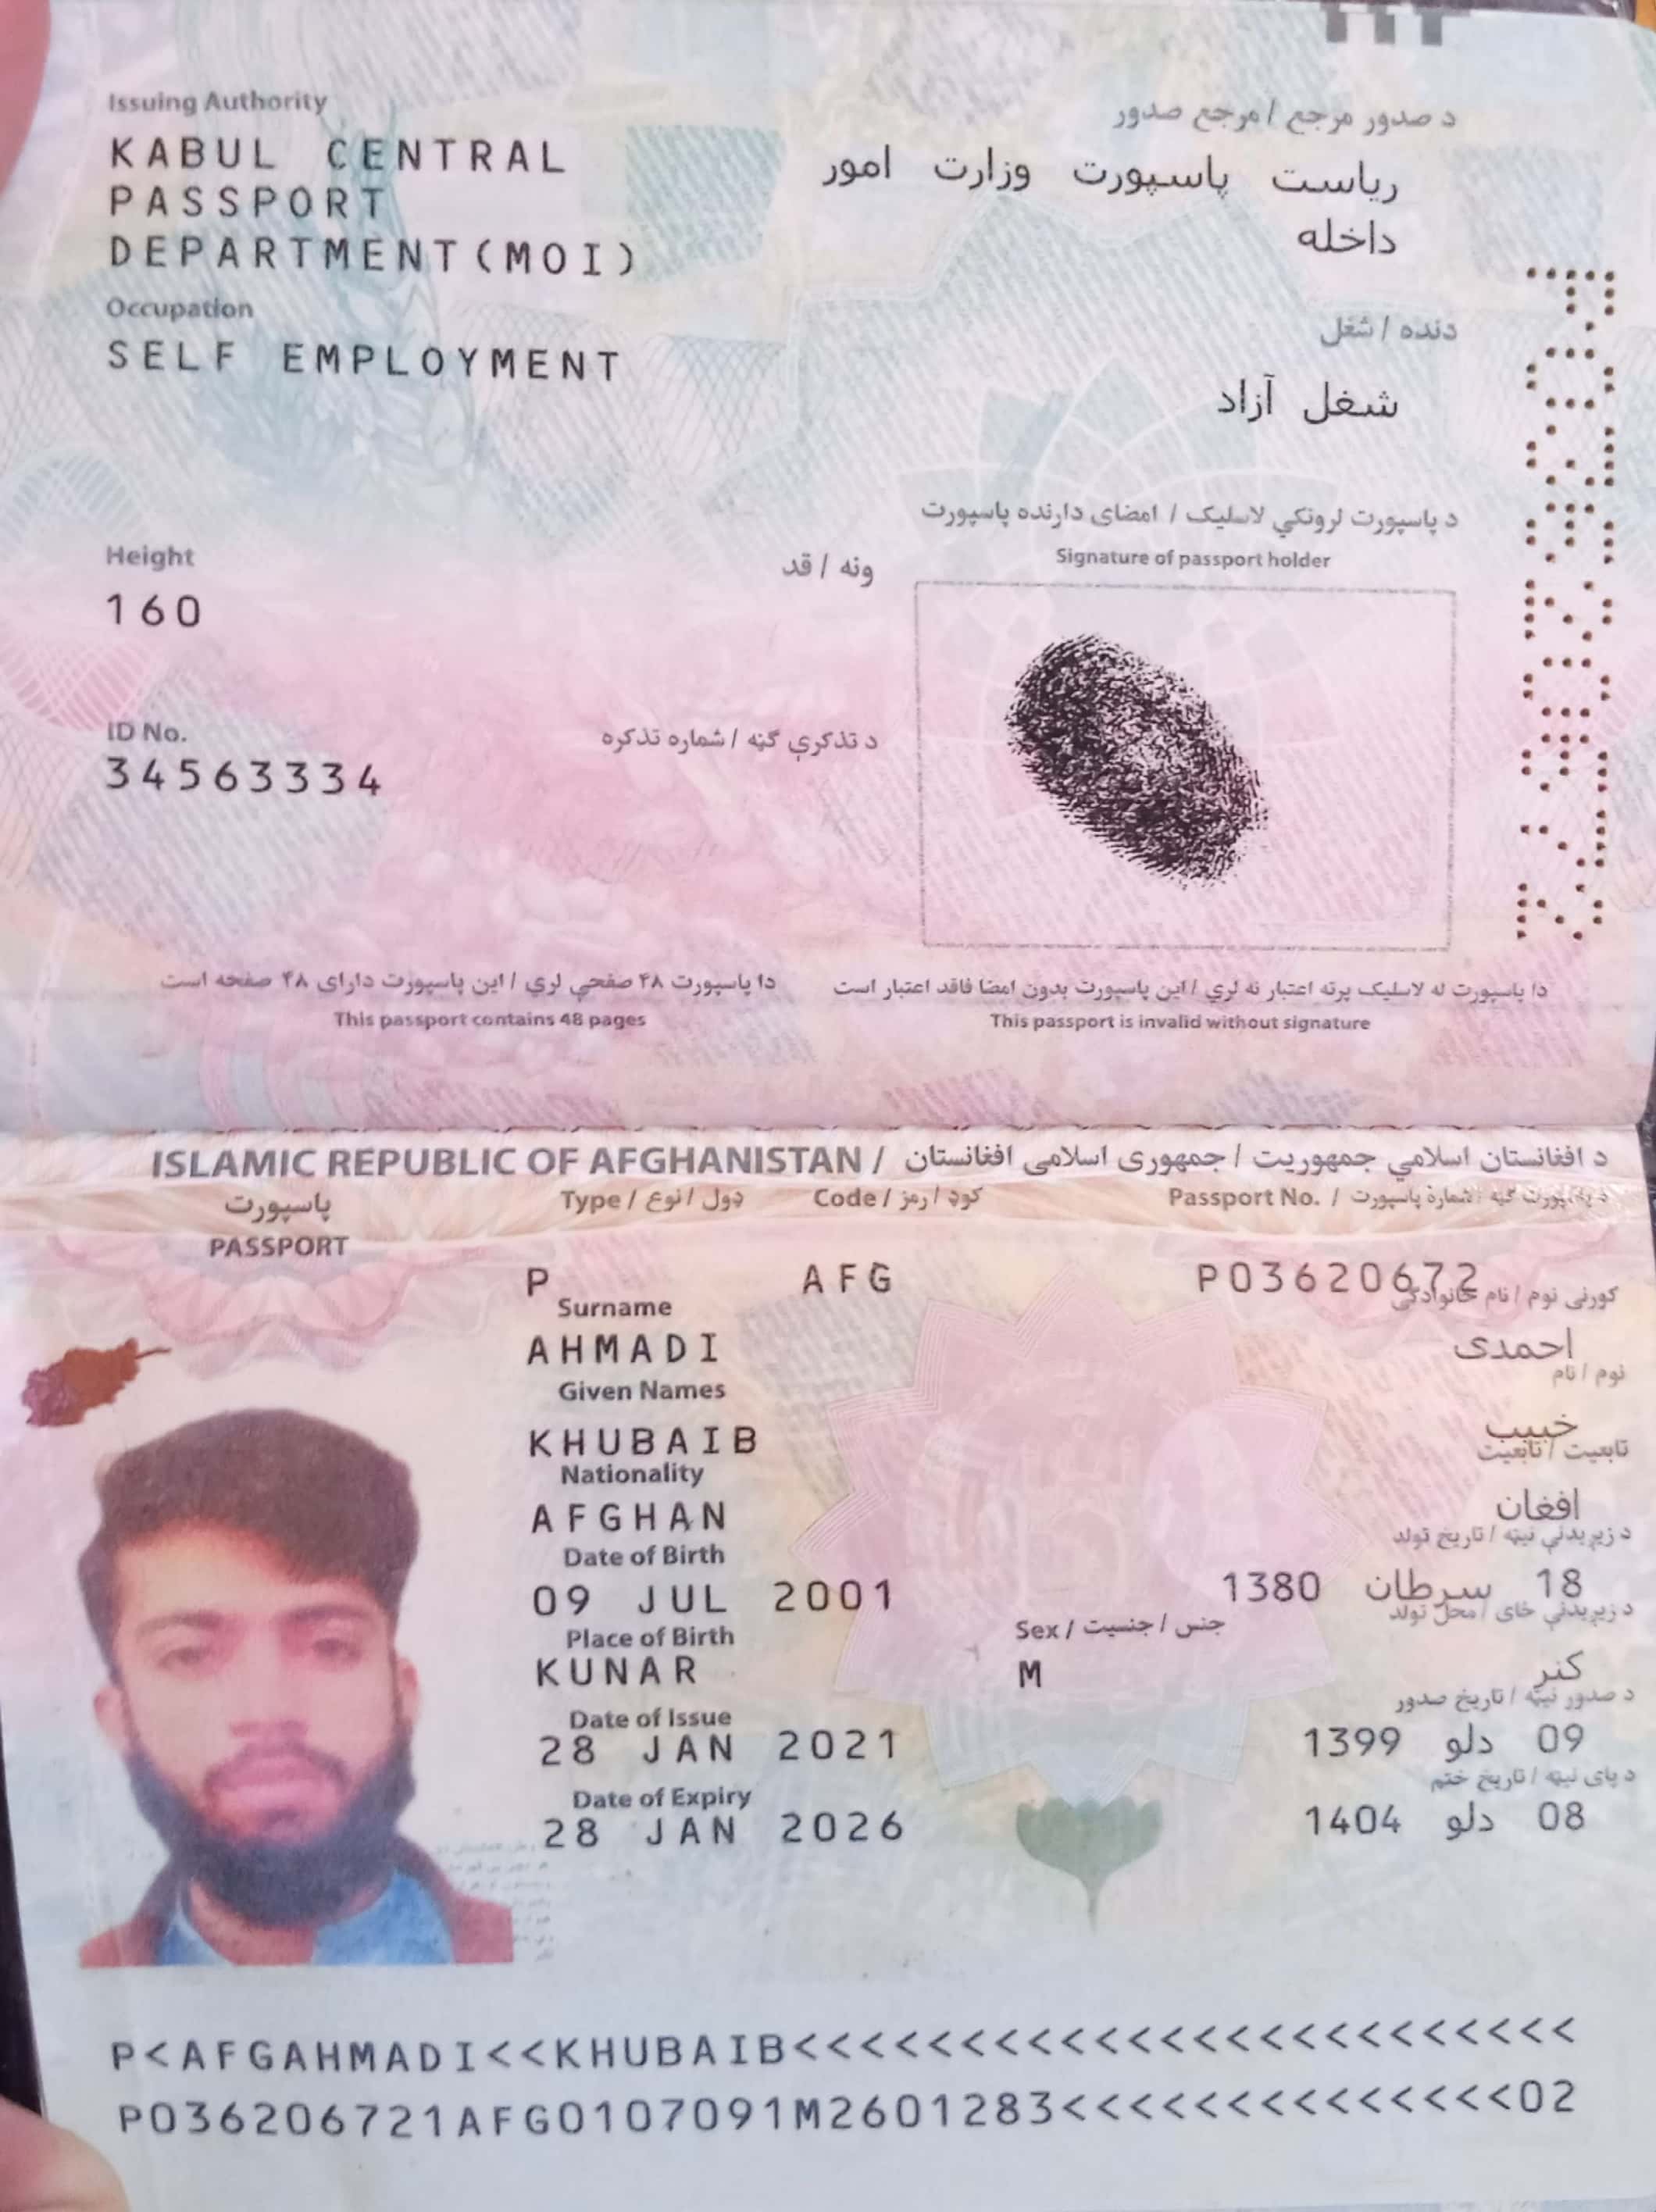 Issuing Authority
د صدور مرجع / مرجع صدور
KABUL CENTRAL
PASSPORT
DEPARTMENT(MOI)
ریاست پاسپورت وزارت امور
داخله
Occupation
دنده / شغل
SELF EMPLOYMENT
شغل آزاد
د پاسپورت لرونکي لاسلیک / امضای دارنده پاسپورت
Signature of passport holder
Height
ونه / قد
160
ID No.
د تذکرې ګڼه / شماره تذکره
34563334
دا پاسپورت ۴۸ صفحې لري / این پاسپورت دارای ۴۸ صفحه است
This passport contains 48 pages
دا پاسپورت له لاسلیک پرته اعتبار نه لري / این پاسپورت بدون امضا فاقد اعتبار است
This passport is invalid without signature
P03620672
ISLAMIC REPUBLIC OF AFGHANISTAN / د افغانستان اسلامي جمهوریت / جمهوری اسلامی افغانستان
پاسپورت
PASSPORT
Type / ډول / نوع
Code / کوډ / رمز
Passport No. / د پاسپورت ګڼه / شمارهٔ پاسپورت
P
AFG
P03620672
Surname
کورنی نوم / نام خانوادگی
AHMADI
احمدی
Given Names
نوم / نام
KHUBAIB
خبیب
Nationality
تابعیت / تابعیت
AFGHAN
افغان
Date of Birth
د زیږیدنې نیټه / تاریخ تولد
09 JUL 2001
18 سرطان 1380
Place of Birth
Sex / جنس / جنسیت
د زیږیدنې ځای / محل تولد
KUNAR
M
کنر
Date of Issue
د صدور نیټه / تاریخ صدور
28 JAN 2021
09 دلو 1399
Date of Expiry
د پای نیټه / تاریخ ختم
28 JAN 2026
08 دلو 1404
P<AFGAHMADI<<KHUBAIB<<<<<<<<<<<<<<<<<<<<<<<<
P036206721AFG0107091M2601283<<<<<<<<<<<<<<02